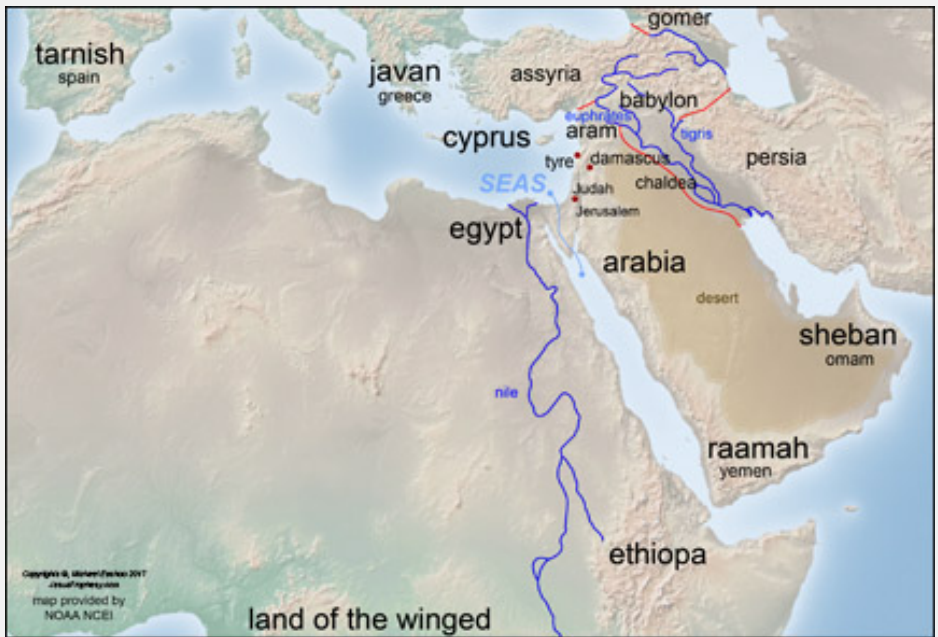 gomer
tarnish
spain
javan
greece
assyria
babylon
euphrates
aram
tigris
cyprus
tyre
damascus
persia
SEAS
chaldea
Judah
Jerusalem
egypt
arabia
desert
sheban
omam
nile
raamah
yemen
ethiopa
map provided by
NOAA NCEI
land of the winged